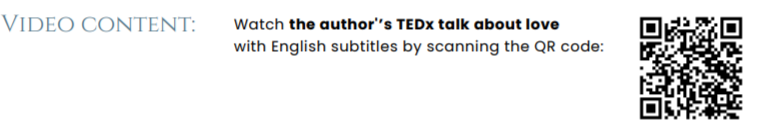 VIDEO CONTENT:
Watch the author'’s TEDx talk about love
with English subtitles by scanning the QR code: